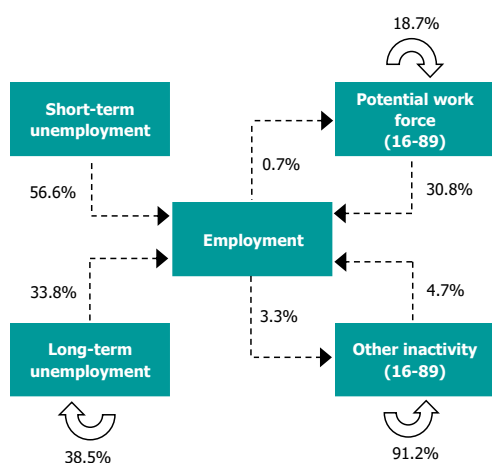 18.7%
Short-term
unemployment
Potential work
force
(16-89)
0.7%
56.6%
30.8%
Employment
33.8%
3.3%
4.7%
Long-term
unemployment
Other inactivity
(16-89)
38.5%
91.2%